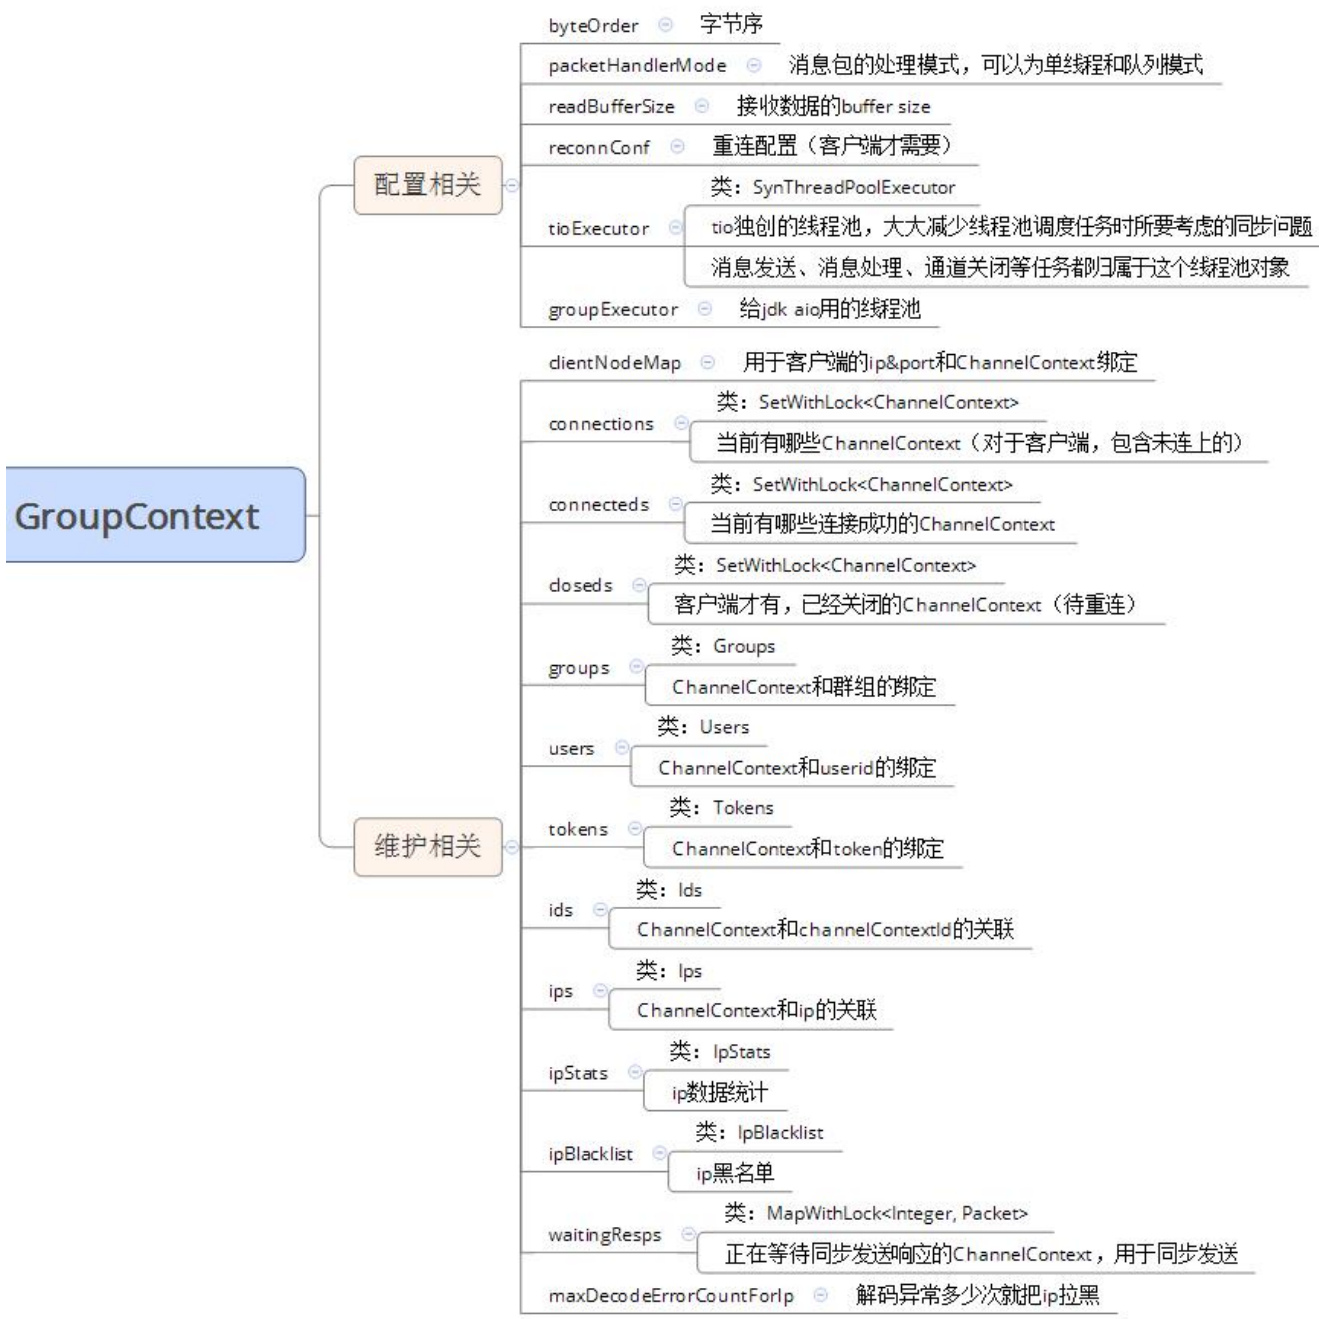 GroupContext
配置相关
byteOrder 字节序
packetHandlerMode 消息包的处理模式，可以为单线程和队列模式
readBufferSize 接收数据的buffer size
reconnConf 重连配置（客户端才需要）
tioExecutor
类：SynThreadPoolExecutor
tio独创的线程池，大大减少线程池调度任务时所要考虑的同步问题
消息发送、消息处理、通道关闭等任务都归属于这个线程池对象
groupExecutor 给jdk aio用的线程池
维护相关
clientNodeMap 用于客户端的ip&port和ChannelContext绑定
connections
类：SetWithLock<ChannelContext>
当前有哪些ChannelContext（对于客户端，包含未连上的）
connecteds
类：SetWithLock<ChannelContext>
当前有哪些连接成功的ChannelContext
closeds
类：SetWithLock<ChannelContext>
客户端才有，已经关闭的ChannelContext（待重连）
groups
类：Groups
ChannelContext和群组的绑定
users
类：Users
ChannelContext和userid的绑定
tokens
类：Tokens
ChannelContext和token的绑定
ids
类：Ids
ChannelContext和channelContextId的关联
ips
类：Ips
ChannelContext和ip的关联
ipStats
类：IpStats
ip数据统计
ipBlacklist
类：IpBlacklist
ip黑名单
waitingResps
类：MapWithLock<Integer, Packet>
正在等待同步发送响应的ChannelContext，用于同步发送
maxDecodeErrorCountForIp 解码异常多少次就把ip拉黑